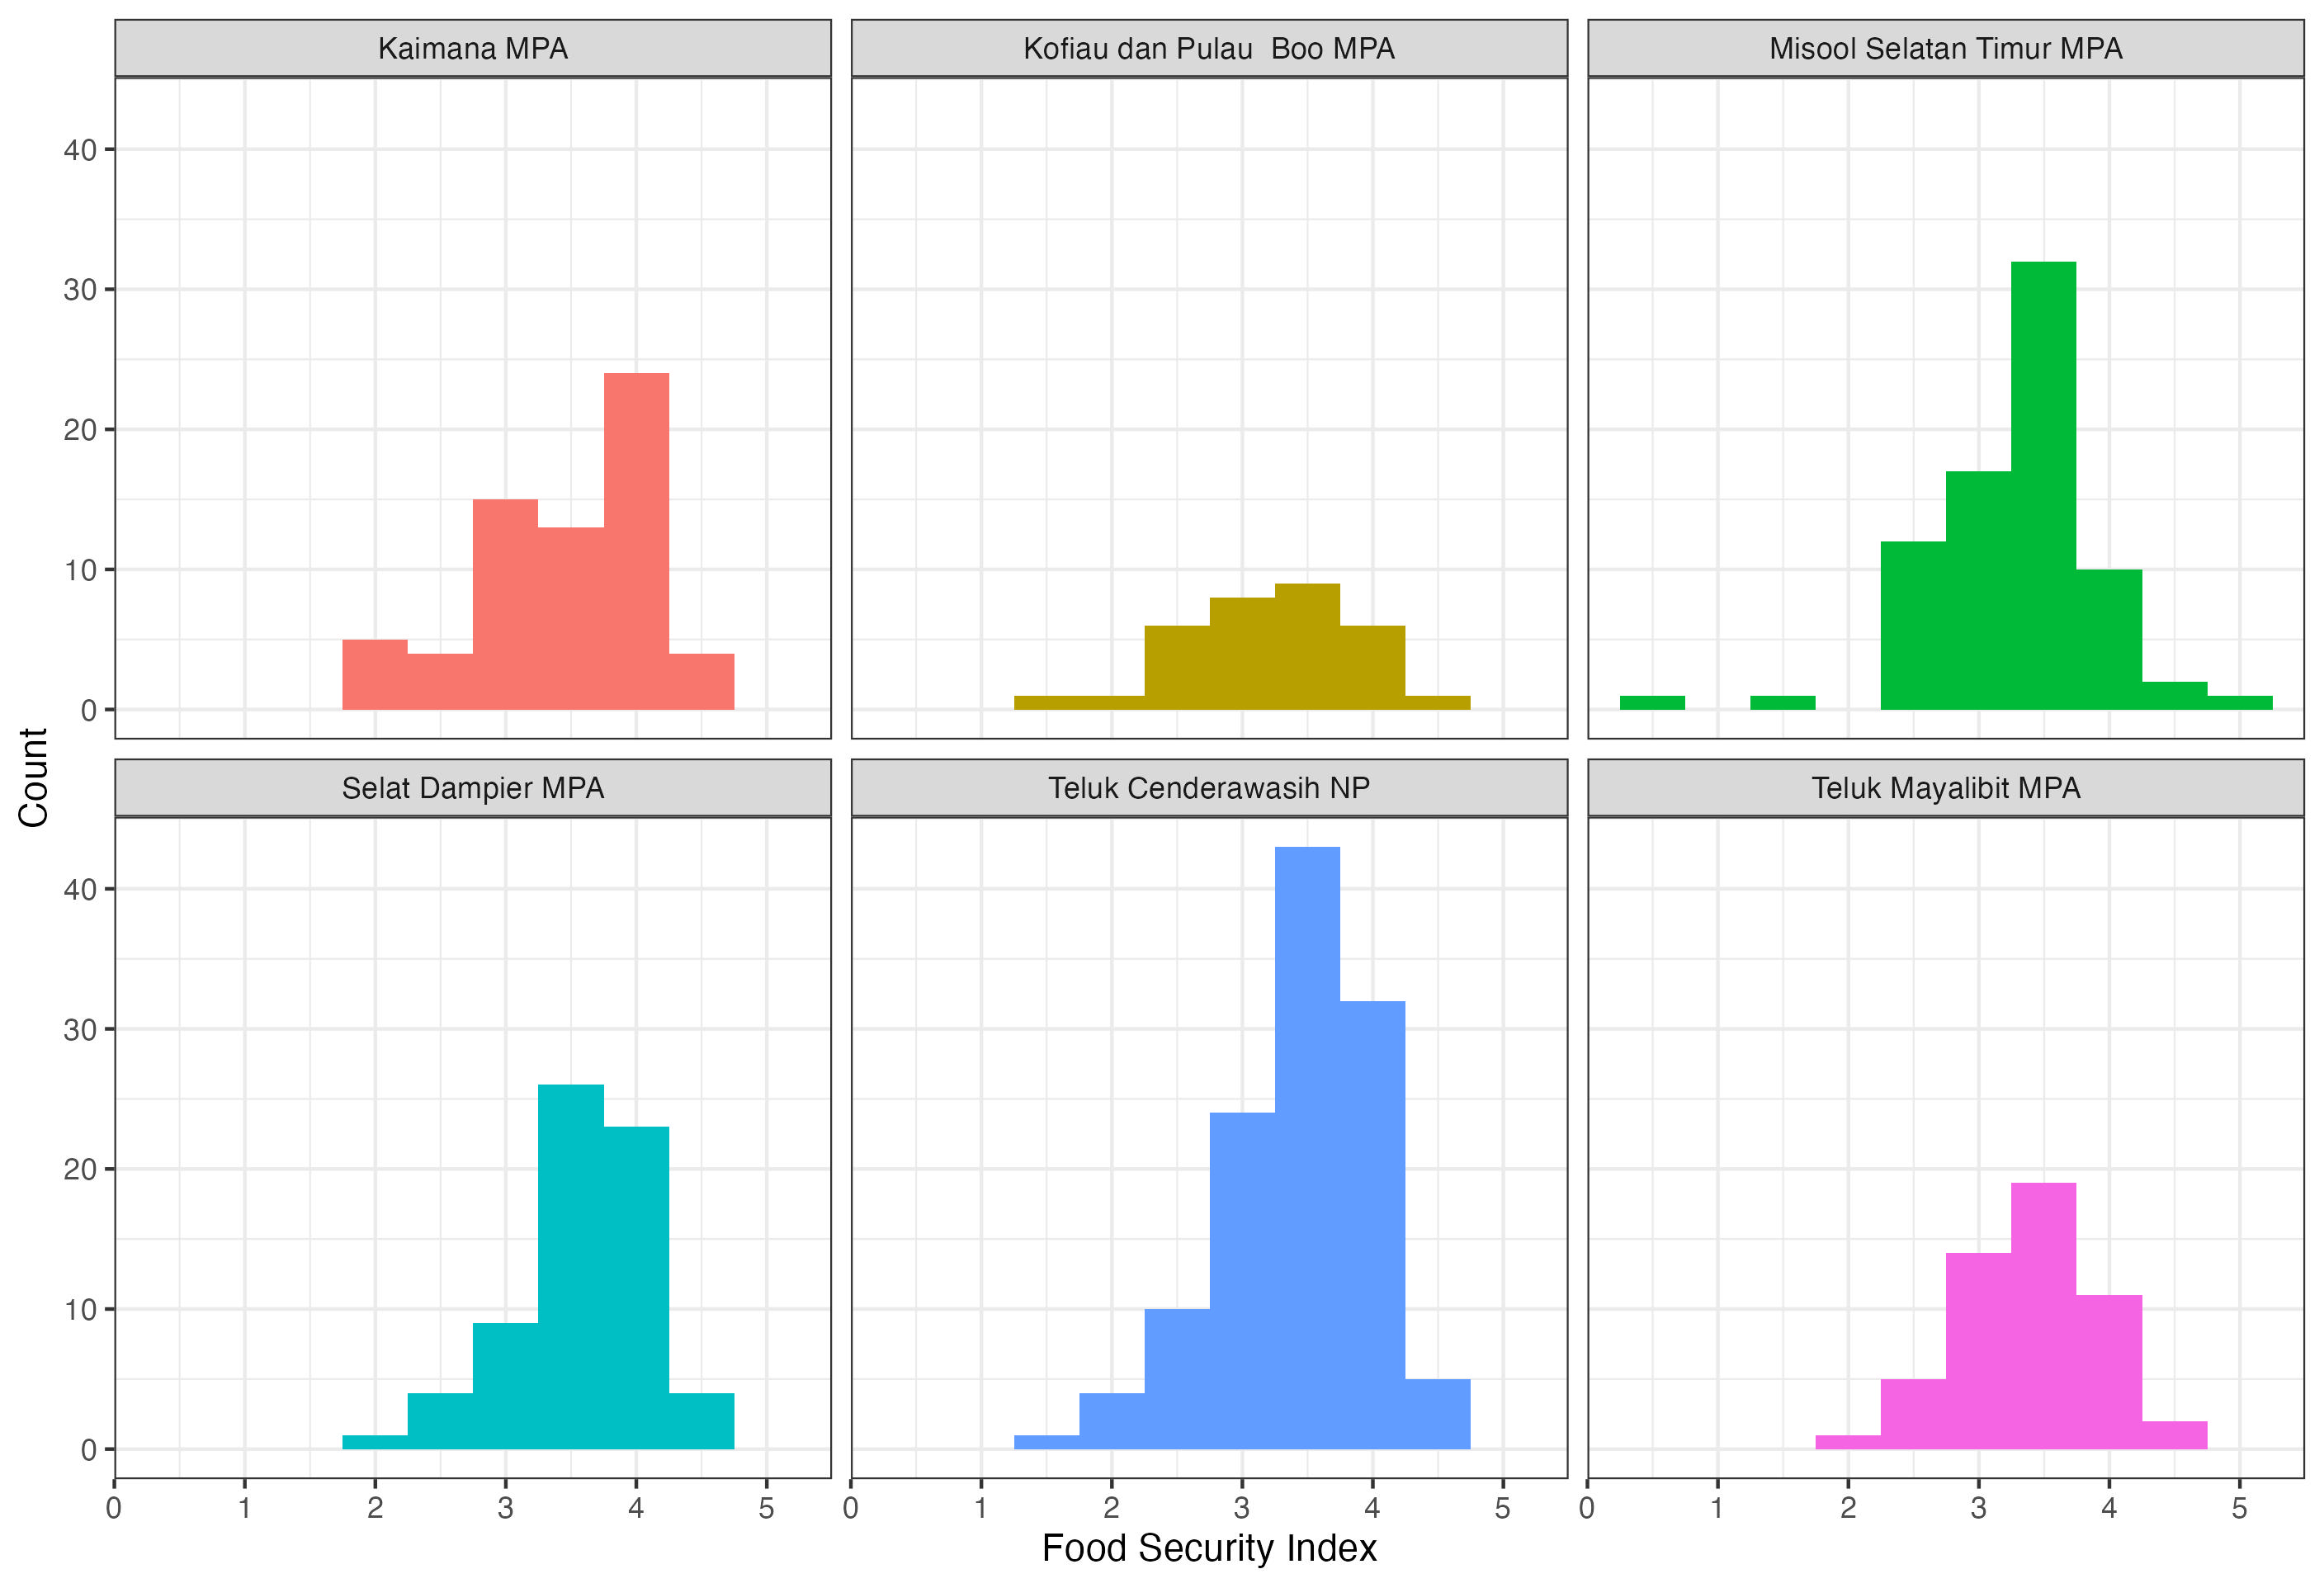 Kaimana MPA
Kofiau dan Pulau  Boo MPA
Misool Selatan Timur MPA
40
30
20
10
0
Count
Selat Dampier MPA
Teluk Cenderawasih NP
Teluk Mayalibit MPA
40
30
20
10
0
0 1 2 3 4 5
0 1 2 3 4 5
0 1 2 3 4 5
Food Security Index